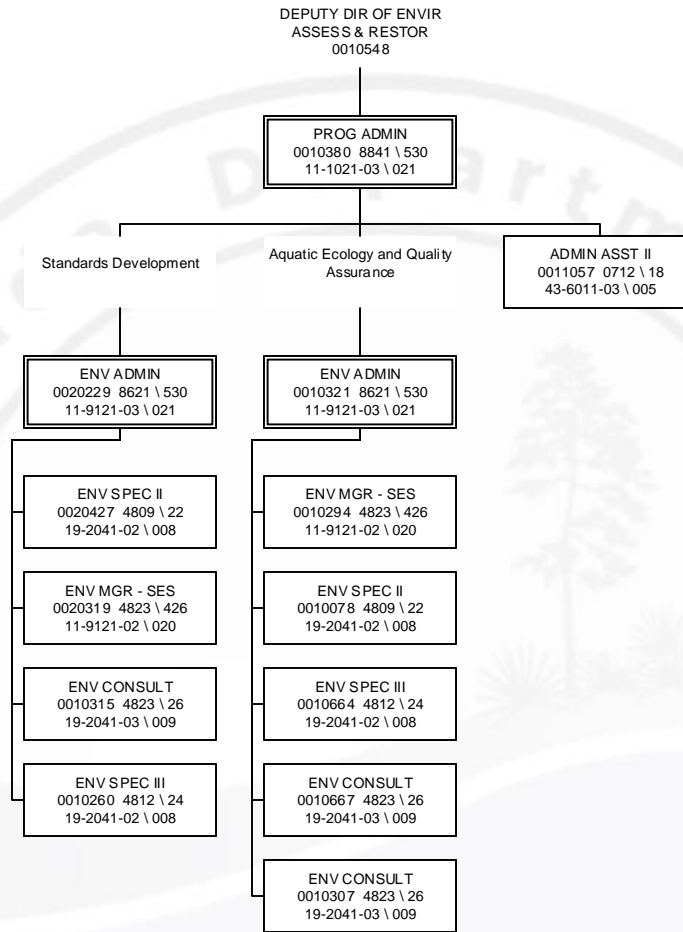 DEPUTY DIR OF ENVIR
ASSESS & RESTOR
0010548
PROG ADMIN
0010380 8841 \ 530
11-1021-03 \ 021
Standards Development
Aquatic Ecology and Quality
Assurance
ADMIN ASST II
0011057 0712 \ 18
43-6011-03 \ 005
ENV ADMIN
0020229 8621 \ 530
11-9121-03 \ 021
ENV ADMIN
0010321 8621 \ 530
11-9121-03 \ 021
ENV SPEC II
0020427 4809 \ 22
19-2041-02 \ 008
ENV MGR - SES
0020319 4823 \ 426
11-9121-02 \ 020
ENV CONSULT
0010315 4823 \ 26
19-2041-03 \ 009
ENV SPEC III
0010260 4812 \ 24
19-2041-02 \ 008
ENV MGR - SES
0010294 4823 \ 426
11-9121-02 \ 020
ENV SPEC II
0010078 4809 \ 22
19-2041-02 \ 008
ENV SPEC III
0010664 4812 \ 24
19-2041-02 \ 008
ENV CONSULT
0010667 4823 \ 26
19-2041-03 \ 009
ENV CONSULT
0010307 4823 \ 26
19-2041-03 \ 009